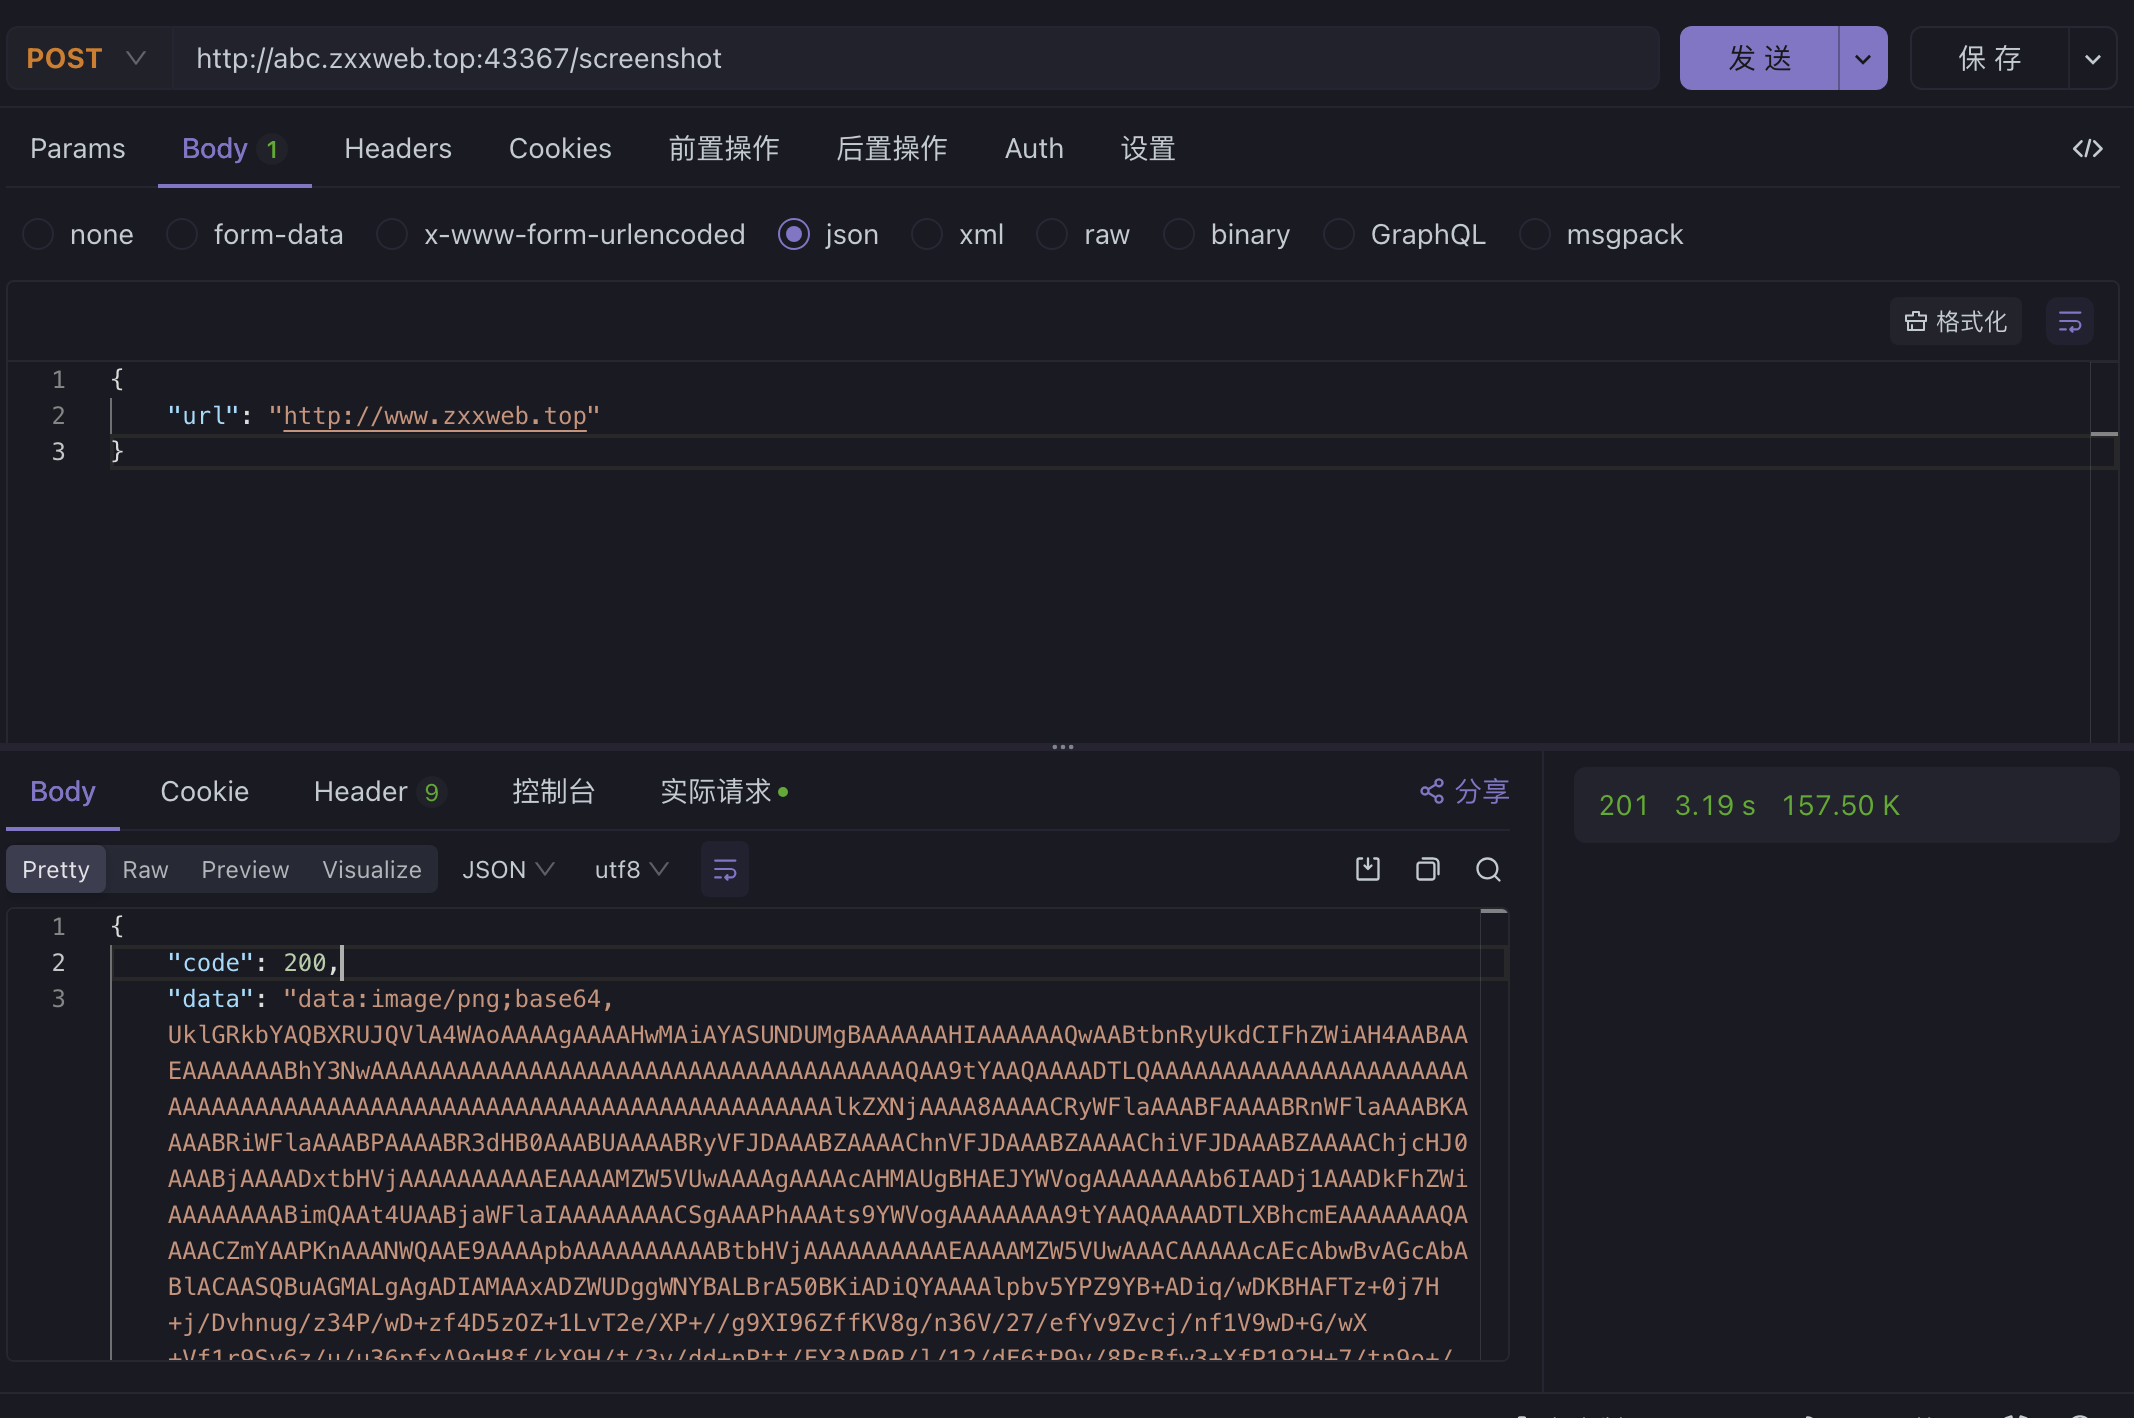 POST http://abc.zxxweb.top:43367/screenshot 发 送 保 存
Params Body 1 Headers Cookies 前置操作 后置操作 Auth 设置 </>
none form-data x-www-form-urlencoded json xml raw binary GraphQL msgpack
格式化
1 {
2 "url": "http://www.zxxweb.top"
3 }
Body Cookie Header 9 控制台 实际请求 分享
201 3.19 s 157.50 K
Pretty Raw Preview Visualize JSON utf8
1 {
2 "code": 200,
3 "data": "data:image/png;base64,
UklGRkbYAQBXRUJQVlA4WAoAAAAgAAAAHwMAiAYASUNDUMgBAAAAAAHIAAAAAAQwAABtbnRyUkdCIFhZWiAH4AABAA
EAAAAAAABhY3NwAAAAAAAAAAAAAAAAAAAAAAAAAAAAAAAAAAAAAQAA9tYAAQAAAADTLQAAAAAAAAAAAAAAAAAAAAAA
AAAAAAAAAAAAAAAAAAAAAAAAAAAAAAAAAAAAAAAAAAAAAAlkZXNjAAAA8AAAACRyWFlaAAABFAAAABRnWFlaAAABKA
AAABRiWFlaAAABPAAAABR3dHB0AAABUAAAABRyVFJDAAABZAAAAChnVFJDAAABZAAAAChiVFJDAAABZAAAAChjcHJ0
AAABjAAAADxtbHVjAAAAAAAAAAEAAAAMZW5VUwAAAAgAAAAcAHMAUgBHAEJYWVogAAAAAAAAb6IAADj1AAADkFhZWi
AAAAAAAABimQAAt4UAABjaWFlaIAAAAAAAACSgAAAPhAAAts9YWVogAAAAAAAA9tYAAQAAAADTLXBhcmEAAAAAAAQA
AAACZmYAAPKnAAANWQAAE9AAAApbAAAAAAAAAABtbHVjAAAAAAAAAAEAAAAMZW5VUwAAACAAAAAcAEcAbwBvAGcAbA
BlACAASQBuAGMALgAgADIAMAAxADZWUDggWNYBALBrA50BKiADiQYAAAAlpbv5YPZ9YB+ADiq/wDKBHAFTz+0j7H
+j/Dvhnug/z34P/wD+zf4D5zOZ+1LvT2e/XP+//g9XI96ZffKV8g/n36V/27/efYv9Zvcj/nf1V9wD+G/wX